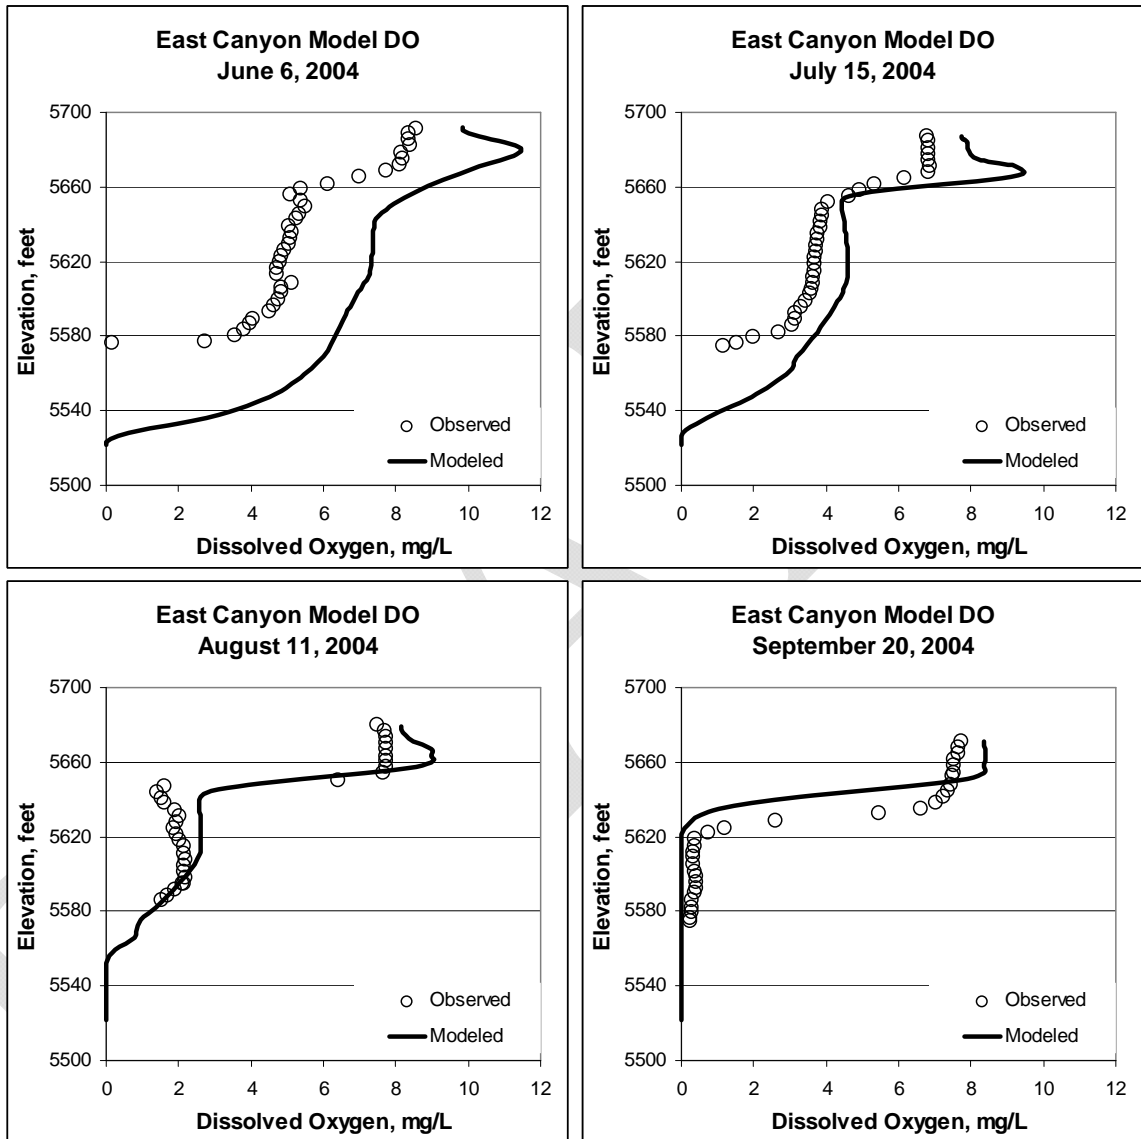 East Canyon Model DO
June 6, 2004
5700
5660
5620
5580
5540
5500
Elevation, feet
Observed
Modeled
0 2 4 6 8 10 12
Dissolved Oxygen, mg/L
East Canyon Model DO
July 15, 2004
5700
5660
5620
5580
5540
5500
Elevation, feet
Observed
Modeled
0 2 4 6 8 10 12
Dissolved Oxygen, mg/L
East Canyon Model DO
August 11, 2004
5700
5660
5620
5580
5540
5500
Elevation, feet
Observed
Modeled
0 2 4 6 8 10 12
Dissolved Oxygen, mg/L
East Canyon Model DO
September 20, 2004
5700
5660
5620
5580
5540
5500
Elevation, feet
Observed
Modeled
0 2 4 6 8 10 12
Dissolved Oxygen, mg/L